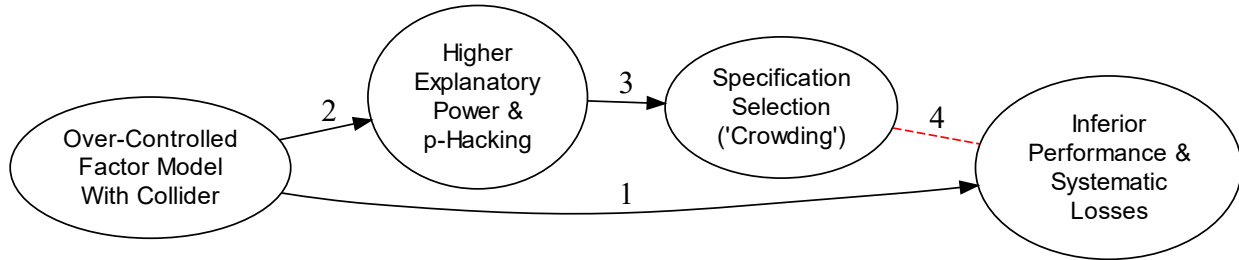 Over-Controlled
Factor Model
With Collider
2
Higher
Explanatory
Power &
p-Hacking
3
Specification
Selection
('Crowding')
4
1
Inferior
Performance &
Systematic
Losses